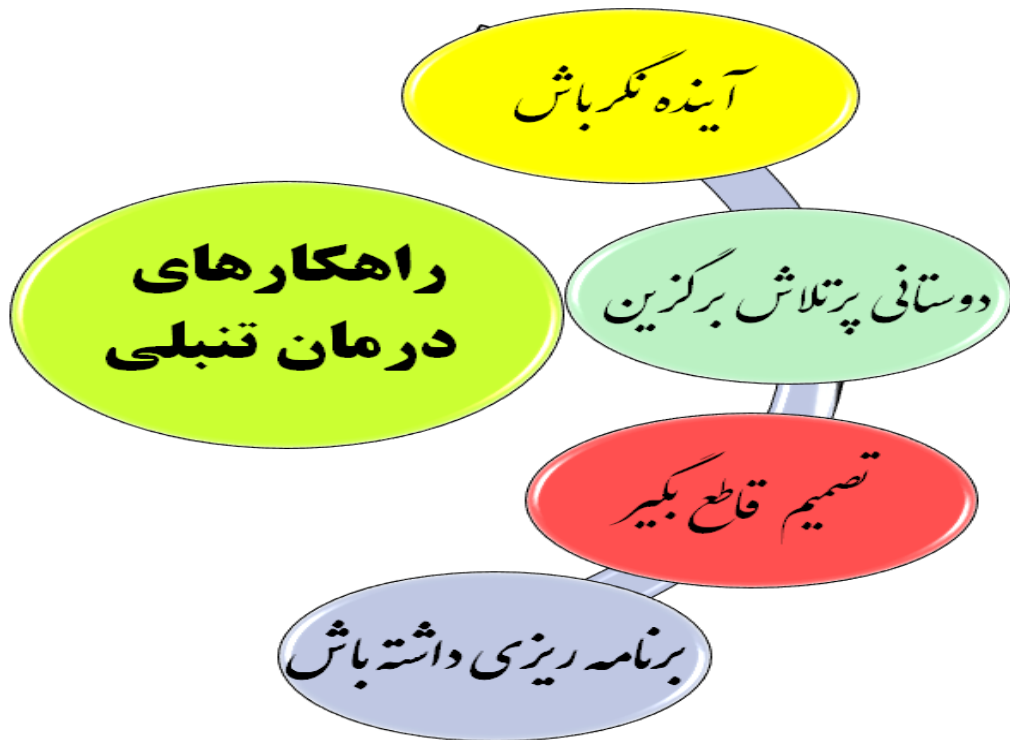 آینده نگر باش
راهکارهای
درمان تنبلی
دوستانی پرتلاش برگزین
تصمیم قاطع بگیر
برنامه ریزی داشته باش